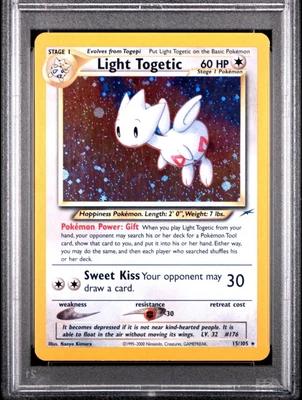 STAGE 1
Evolves from Togepi
Put Light Togetic on the Basic Pokémon
Light Togetic
60 HP
Stage 1 Pokémon
Happiness Pokémon. Length: 2' 0", Weight: 7 lbs.
Pokémon Power: Gift When you play Light Togetic from your hand,
your opponent may search his or her deck for a Pokémon Tool
card, show that card to you, and put it into his or her hand. Either way,
you may do the same, and then each player who searched shuffles his
or her deck.
Sweet Kiss Your opponent may
draw a card.
30
weakness
resistance
retreat cost
-30
It becomes depressed if it is not near kind-hearted people. It is
able to float in the air without moving its wings. LV. 32 #176
Illus. Naoyo Kimura
©1995-2000 Nintendo, Creatures, GAMEFREAK.
15/105